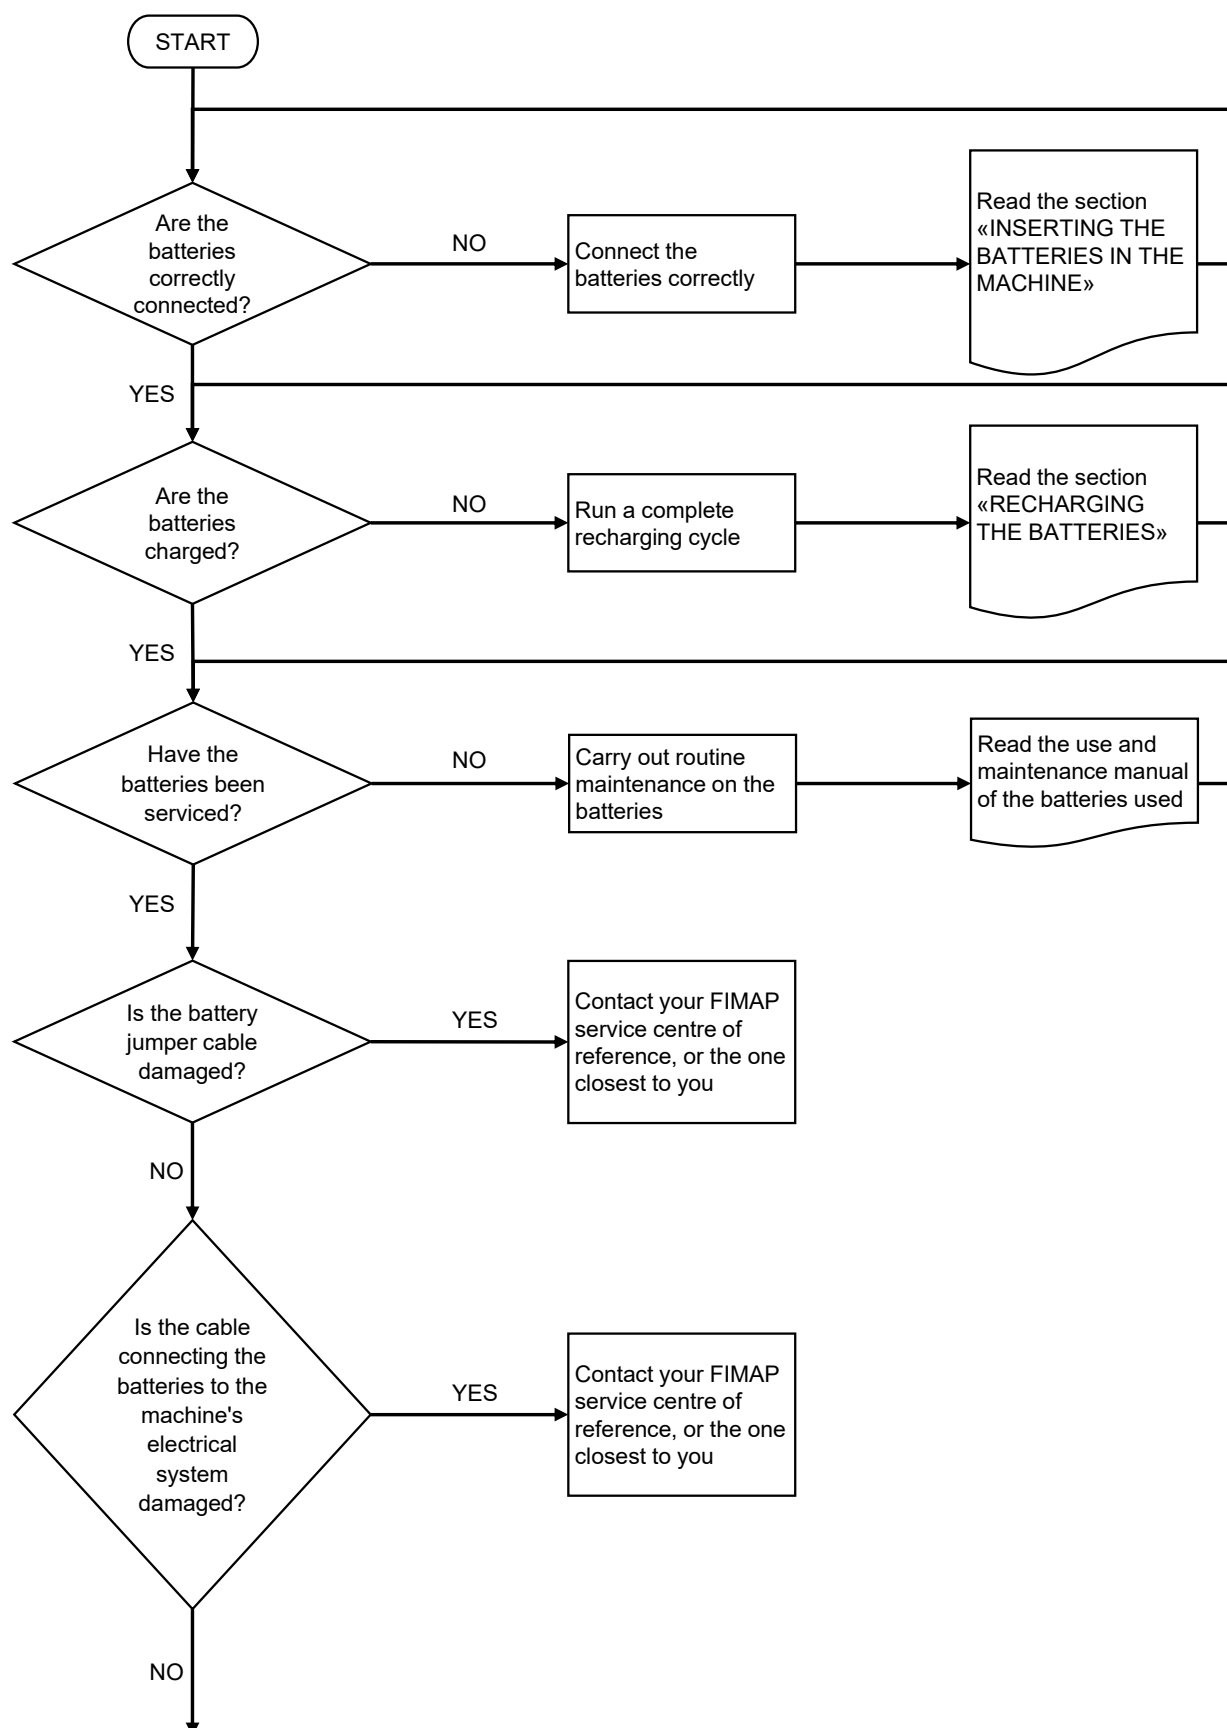 START
Are the
batteries
correctly
connected?
NO
Connect the
batteries correctly
Read the section
«INSERTING THE
BATTERIES IN THE
MACHINE»
YES
Are the
batteries
charged?
NO
Run a complete
recharging cycle
Read the section
«RECHARGING
THE BATTERIES»
YES
Have the
batteries been
serviced?
NO
Carry out routine
maintenance on the
batteries
Read the use and
maintenance manual
of the batteries used
YES
Is the battery
jumper cable
damaged?
YES
Contact your FIMAP
service centre of
reference, or the one
closest to you
NO
Is the cable
connecting the
batteries to the
machine's
electrical
system
damaged?
YES
Contact your FIMAP
service centre of
reference, or the one
closest to you
NO